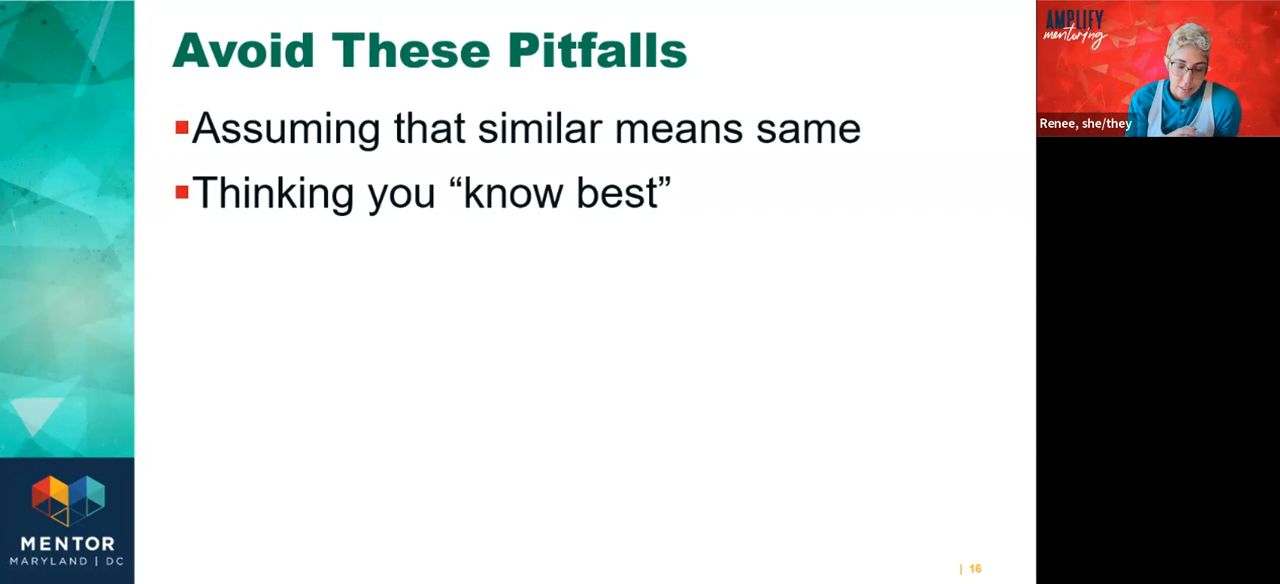 Avoid These Pitfalls
Assuming that similar means same
Thinking you “know best”
| 16
MENTOR
MARYLAND | DC
AMPLIFY
mentoring
Renee, she/they